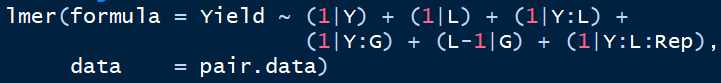 lmer(formula = Yield ~ (1|Y) + (1|L) + (1|Y:L) +
(1|Y:G) + (L-1|G) + (1|Y:L:Rep),
data = pair.data)